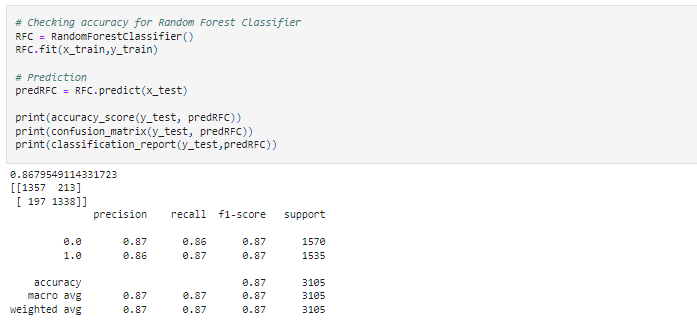 # Checking accuracy for Random Forest Classifier
RFC = RandomForestClassifier()
RFC.fit(x_train,y_train)
# Prediction
predRFC = RFC.predict(x_test)
print(accuracy_score(y_test, predRFC))
print(confusion_matrix(y_test, predRFC))
print(classification_report(y_test,predRFC))
0.8679549114331723
[[1357 213]
[ 197 1338]]
precision recall f1-score support
0.0 0.87 0.86 0.87 1570
1.0 0.86 0.87 0.87 1535
accuracy 0.87 3105
macro avg 0.87 0.87 0.87 3105
weighted avg 0.87 0.87 0.87 3105